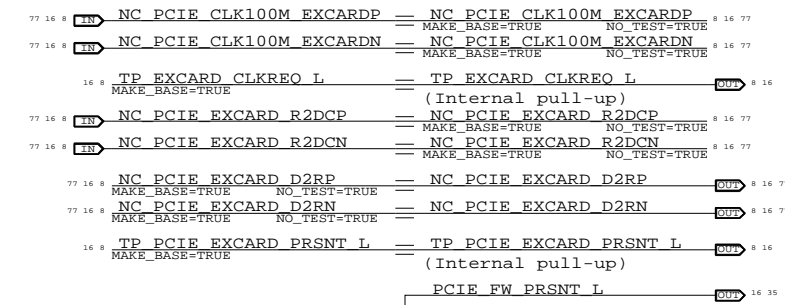 77 16 8 IN NC_PCIE_CLK100M_EXCARDP NC_PCIE_CLK100M_EXCARDP 8 16 77
MAKE_BASE=TRUE NO_TEST=TRUE
77 16 8 IN NC_PCIE_CLK100M_EXCARDN NC_PCIE_CLK100M_EXCARDN 8 16 77
MAKE_BASE=TRUE NO_TEST=TRUE
16 8 TP_EXCARD_CLKREQ_L TP_EXCARD_CLKREQ_L OUT 8 16
MAKE_BASE=TRUE
(Internal pull-up)
77 16 8 IN NC_PCIE_EXCARD_R2DCP NC_PCIE_EXCARD_R2DCP 8 16 77
MAKE_BASE=TRUE NO_TEST=TRUE
77 16 8 IN NC_PCIE_EXCARD_R2DCN NC_PCIE_EXCARD_R2DCN 8 16 77
MAKE_BASE=TRUE NO_TEST=TRUE
77 16 8 NC_PCIE_EXCARD_D2RP NC_PCIE_EXCARD_D2RP OUT 8 16 7
MAKE_BASE=TRUE NO_TEST=TRUE
77 16 8 NC_PCIE_EXCARD_D2RN NC_PCIE_EXCARD_D2RN OUT 8 16 7
MAKE_BASE=TRUE NO_TEST=TRUE
16 8 TP_PCIE_EXCARD_PRSNT_L TP_PCIE_EXCARD_PRSNT_L OUT 8 16
MAKE_BASE=TRUE
(Internal pull-up)
PCIE_FW_PRSNT_L OUT 16 35